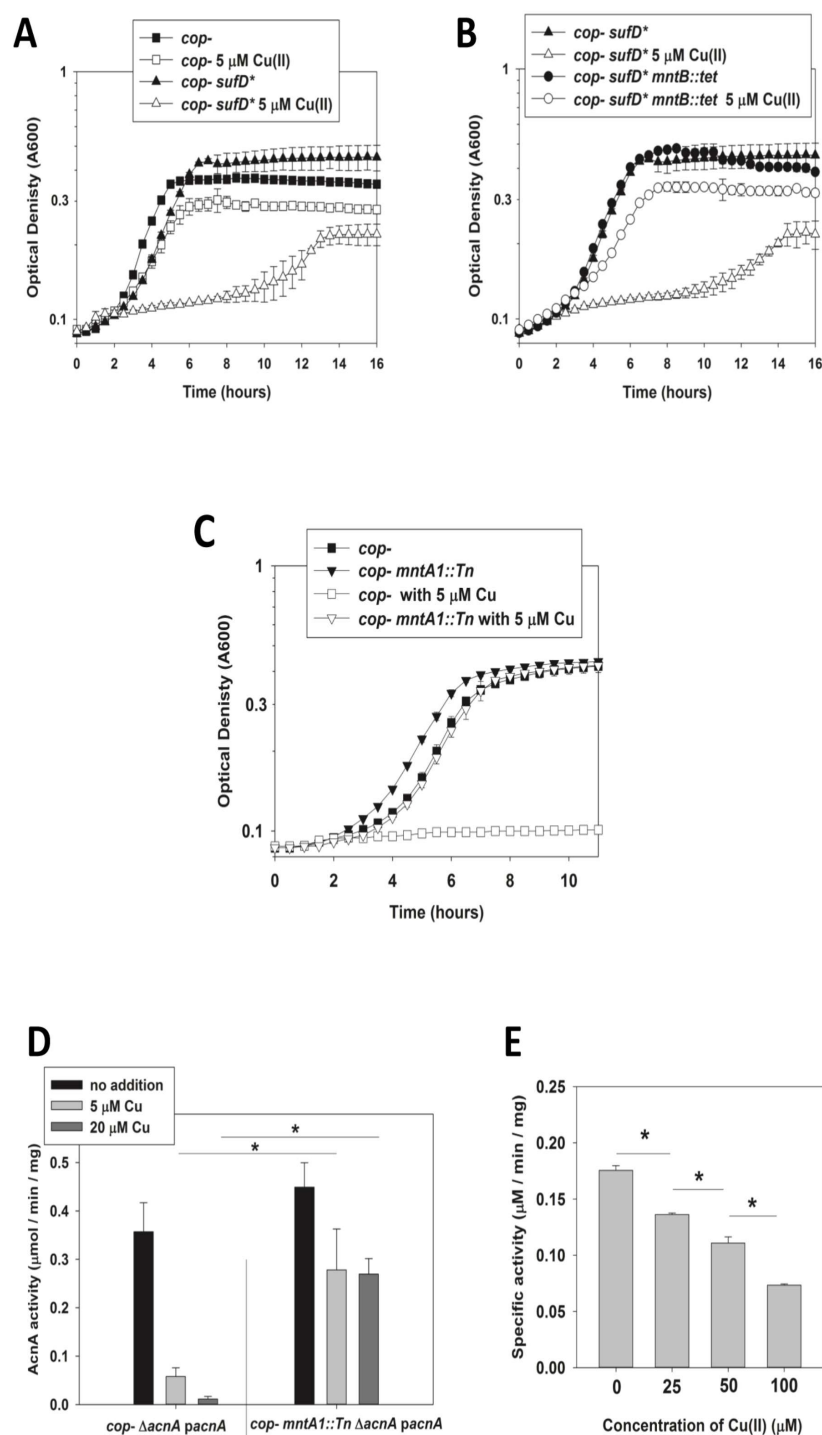 A
cop-
cop- 5 μM Cu(II)
cop- sufD*
cop- sufD* 5 μM Cu(II)
1
0.3
0.1
Optical Denisty (A600)
0 2 4 6 8 10 12 14 16
Time (hours)
B
cop- sufD*
cop- sufD* 5 μM Cu(II)
cop- sufD* mntB::tet
cop- sufD* mntB::tet 5 μM Cu(II)
1
0.3
0.1
Optical Denisty (A600)
0 2 4 6 8 10 12 14 16
Time (hours)
C
cop-
cop- mntA1::Tn
cop- with 5 μM Cu
cop- mntA1::Tn with 5 μM Cu
1
0.3
0.1
Optical Denisty (A600)
0 2 4 6 8 10
Time (hours)
D
no addition
5 μM Cu
20 μM Cu
* *
0.5
0.4
0.3
0.2
0.1
0.0
AcnA activity (μmol / min / mg)
cop- ΔacnA pacnA cop- mntA1::Tn ΔacnA pacnA
E
0.25
0.20
0.15
0.10
0.05
0.00
Specific activity (μM / min / mg)
* * *
0 25 50 100
Concentration of Cu(II) (μM)